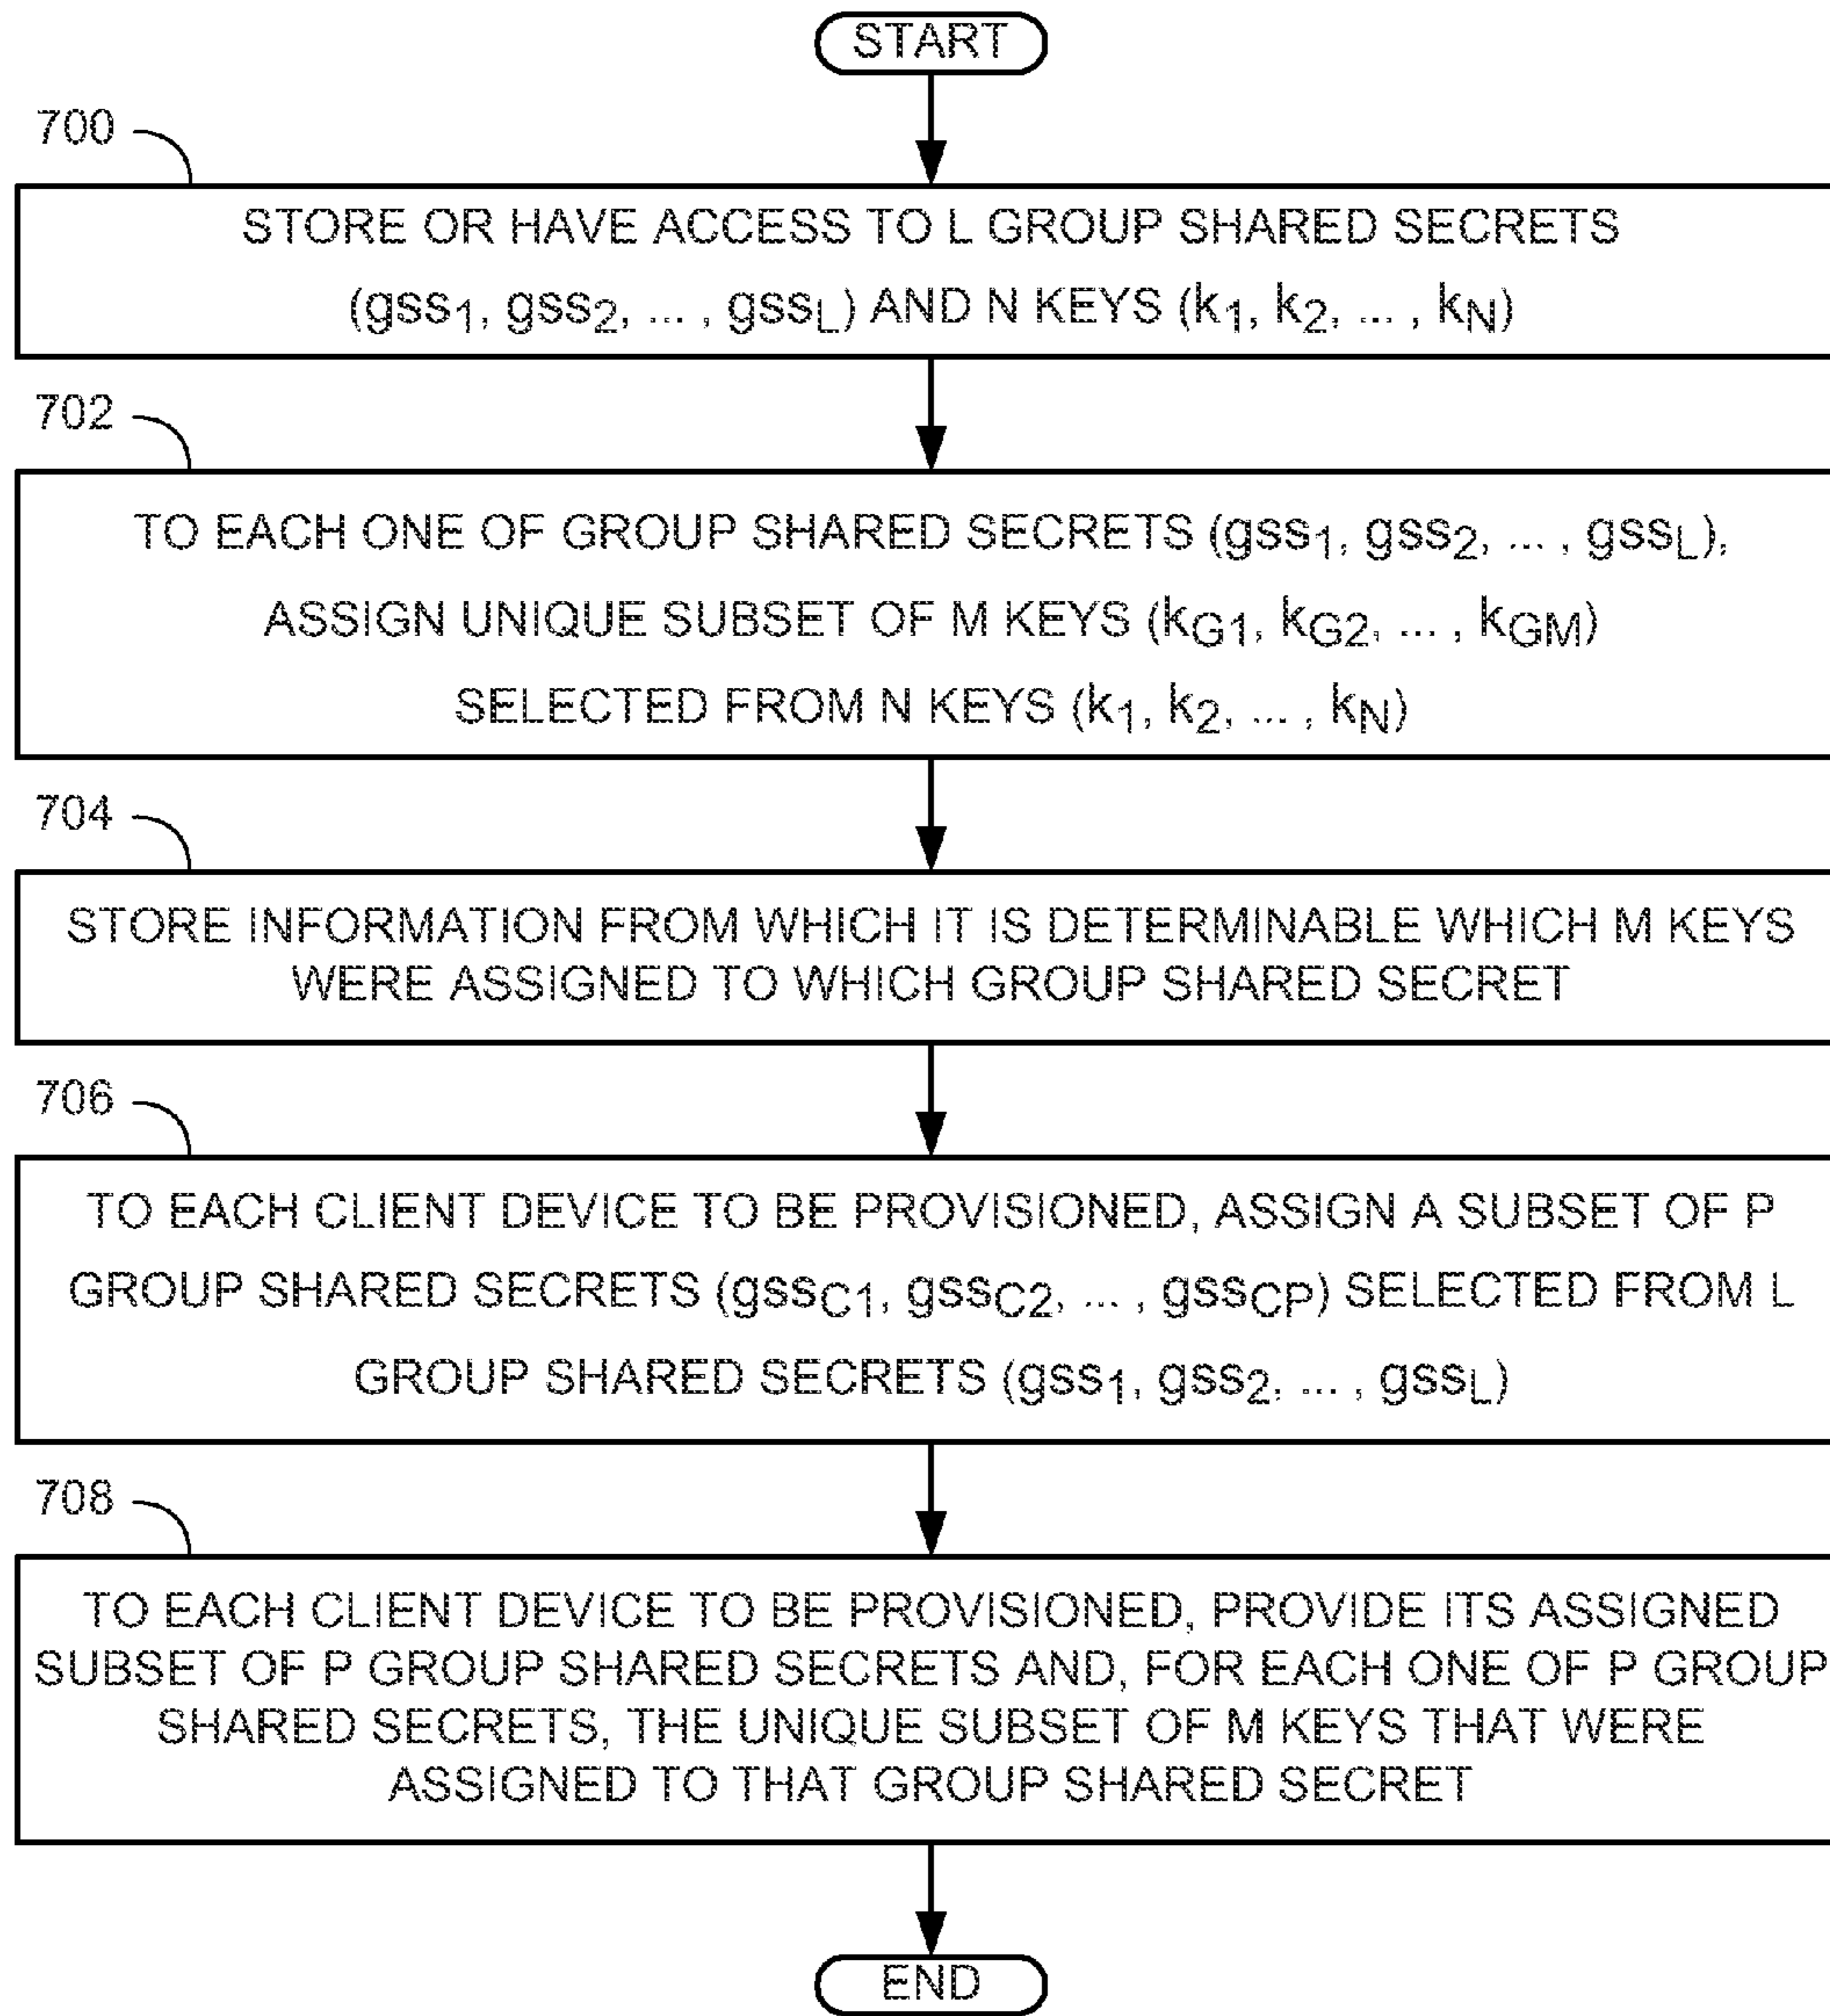 START
700
STORE OR HAVE ACCESS TO L GROUP SHARED SECRETS
(gss1, gss2, ... , gssL) AND N KEYS (k1, k2, ... , kN)
702
TO EACH ONE OF GROUP SHARED SECRETS (gss1, gss2, ... , gssL),
ASSIGN UNIQUE SUBSET OF M KEYS (kG1, kG2, ... , kGM)
SELECTED FROM N KEYS (k1, k2, ... , kN)
704
STORE INFORMATION FROM WHICH IT IS DETERMINABLE WHICH M KEYS
WERE ASSIGNED TO WHICH GROUP SHARED SECRET
706
TO EACH CLIENT DEVICE TO BE PROVISIONED, ASSIGN A SUBSET OF P
GROUP SHARED SECRETS (gssC1, gssC2, ... , gssCP) SELECTED FROM L
GROUP SHARED SECRETS (gss1, gss2, ... , gssL)
708
TO EACH CLIENT DEVICE TO BE PROVISIONED, PROVIDE ITS ASSIGNED
SUBSET OF P GROUP SHARED SECRETS AND, FOR EACH ONE OF P GROUP
SHARED SECRETS, THE UNIQUE SUBSET OF M KEYS THAT WERE
ASSIGNED TO THAT GROUP SHARED SECRET
END